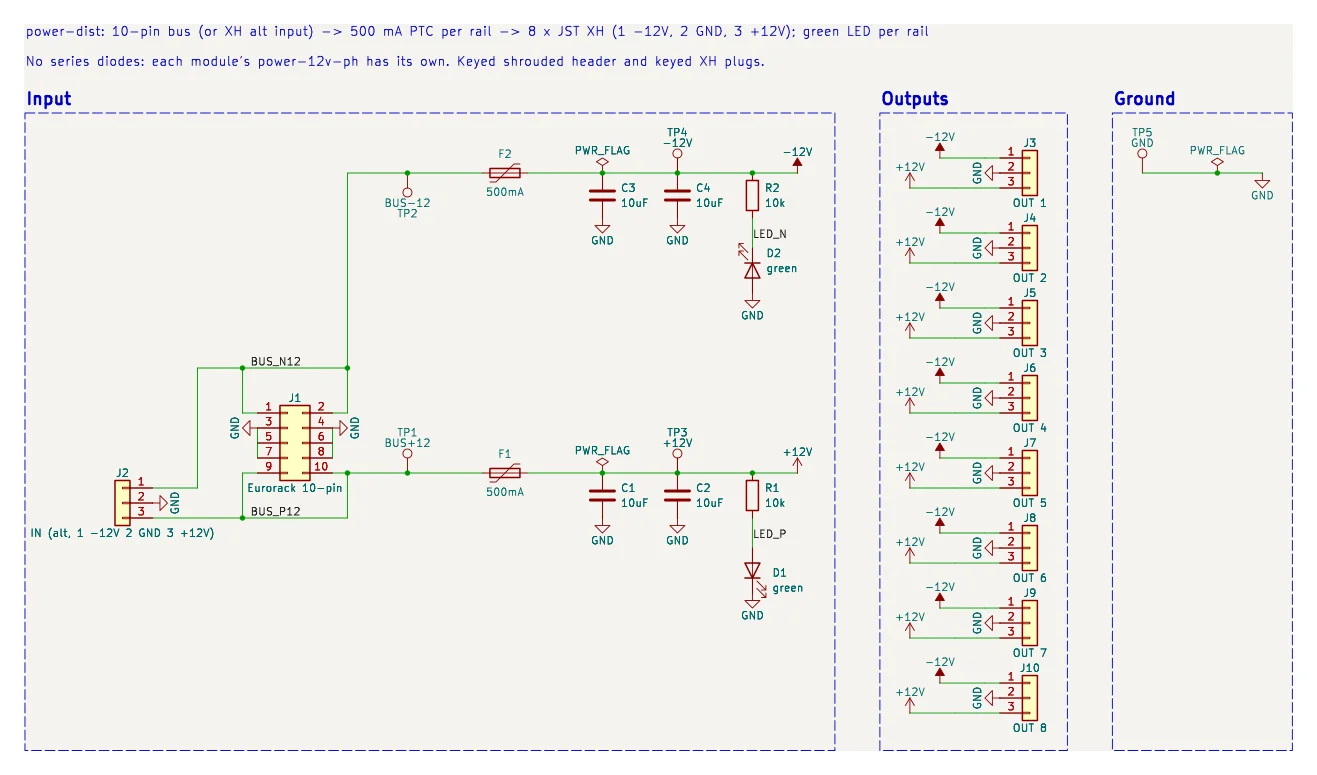 power-dist: 10-pin bus (or XH alt input) -> 500 mA PTC per rail -> 8 x JST XH (1 -12V, 2 GND, 3 +12V); green LED per rail
No series diodes: each module's power-12v-ph has its own. Keyed shrouded header and keyed XH plugs.
Input
F2
500mA
BUS-12
TP2
PWR_FLAG
C3
10uF
GND
TP4
-12V
C4
10uF
GND
-12V
R2
10k
LED_N
D2
green
GND
BUS_N12
J1
1
2
3
4
5
6
7
8
9
10
GND
GND
Eurorack 10-pin
BUS_P12
J2
1
2
3
GND
IN (alt, 1 -12V 2 GND 3 +12V)
TP1
BUS+12
F1
500mA
PWR_FLAG
C1
10uF
GND
TP3
+12V
C2
10uF
GND
+12V
R1
10k
LED_P
D1
green
GND
Outputs
-12V
+12V
GND
J3
1
2
3
OUT 1
-12V
+12V
GND
J4
1
2
3
OUT 2
-12V
+12V
GND
J5
1
2
3
OUT 3
-12V
+12V
GND
J6
1
2
3
OUT 4
-12V
+12V
GND
J7
1
2
3
OUT 5
-12V
+12V
GND
J8
1
2
3
OUT 6
-12V
+12V
GND
J9
1
2
3
OUT 7
-12V
+12V
GND
J10
1
2
3
OUT 8
Ground
TP5
GND
PWR_FLAG
GND